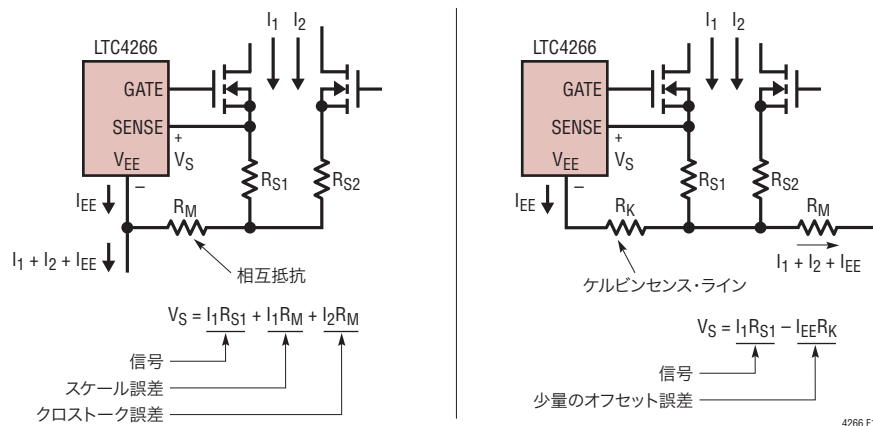 I1 I2
LTC4266
GATE
SENSE
+
VS
VEE
–
RS1
RS2
IEE
RM
I1 + I2 + IEE
相互抵抗
VS = I1RS1 + I1RM + I2RM
信号
スケール誤差
クロストーク誤差
I1 I2
LTC4266
GATE
SENSE
+
VS
VEE
–
RS1
RS2
IEE
RK
RM
I1 + I2 + IEE
ケルビンセンス・ライン
VS = I1RS1 – IEERK
信号
少量のオフセット誤差